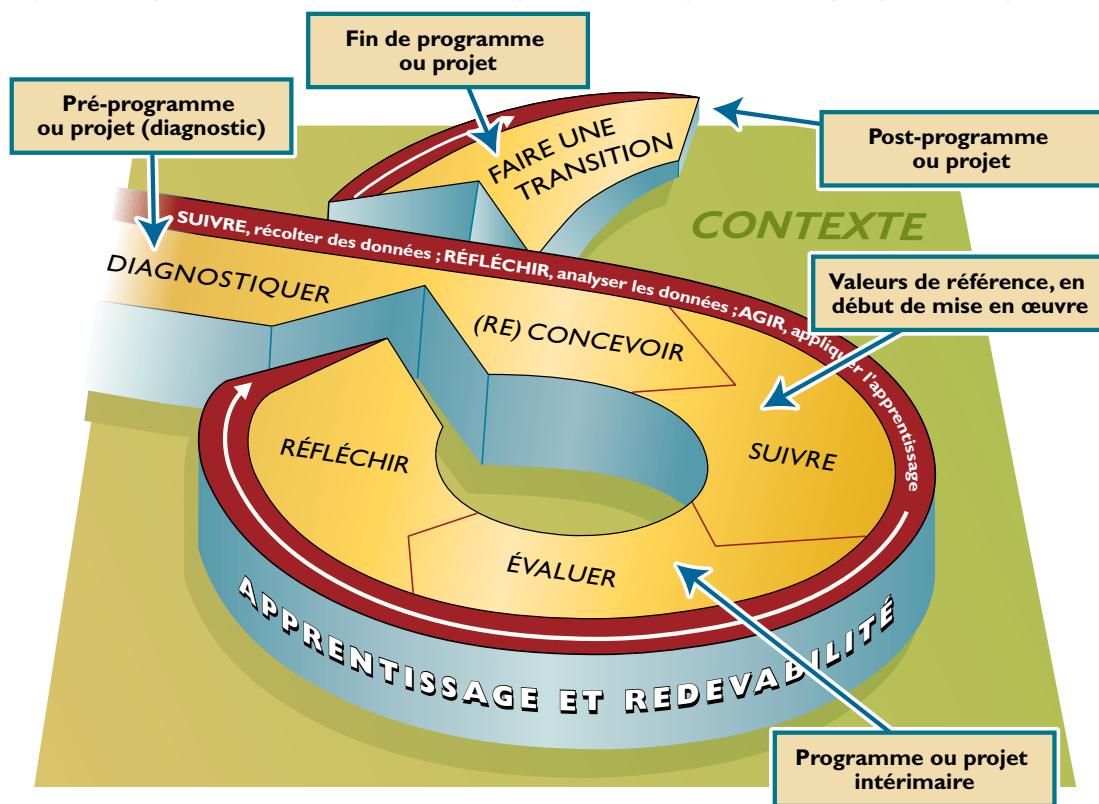 Fin de programme
ou projet
Pré-programme
ou projet (diagnostic)
Post-programme
ou projet
FAIRE UNE
TRANSITION
CONTEXTE
SUIVRE, récolter des données ; RÉFLÉCHIR, analyser les données ; AGIR, appliquer l'apprentissage
DIAGNOSTIQUER
Valeurs de référence, en
début de mise en œuvre
(RE) CONCEVOIR
SUIVRE
RÉFLÉCHIR
ÉVALUER
APPRENTISSAGE ET REDEVABILITÉ
Programme ou projet
intérimaire